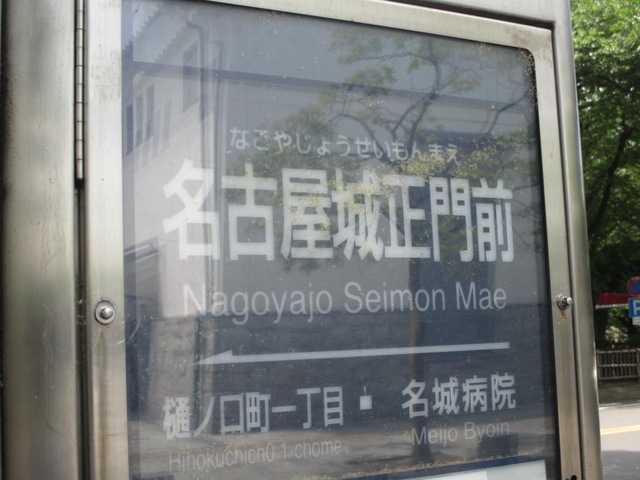 なごやじょうせいもんまえ
名古屋城正門前
Nagoyajo Seimon Mae
樋ノ口町一丁目 ■ 名城病院
Hinokuchichō 1-chome Meijo Byoin
P